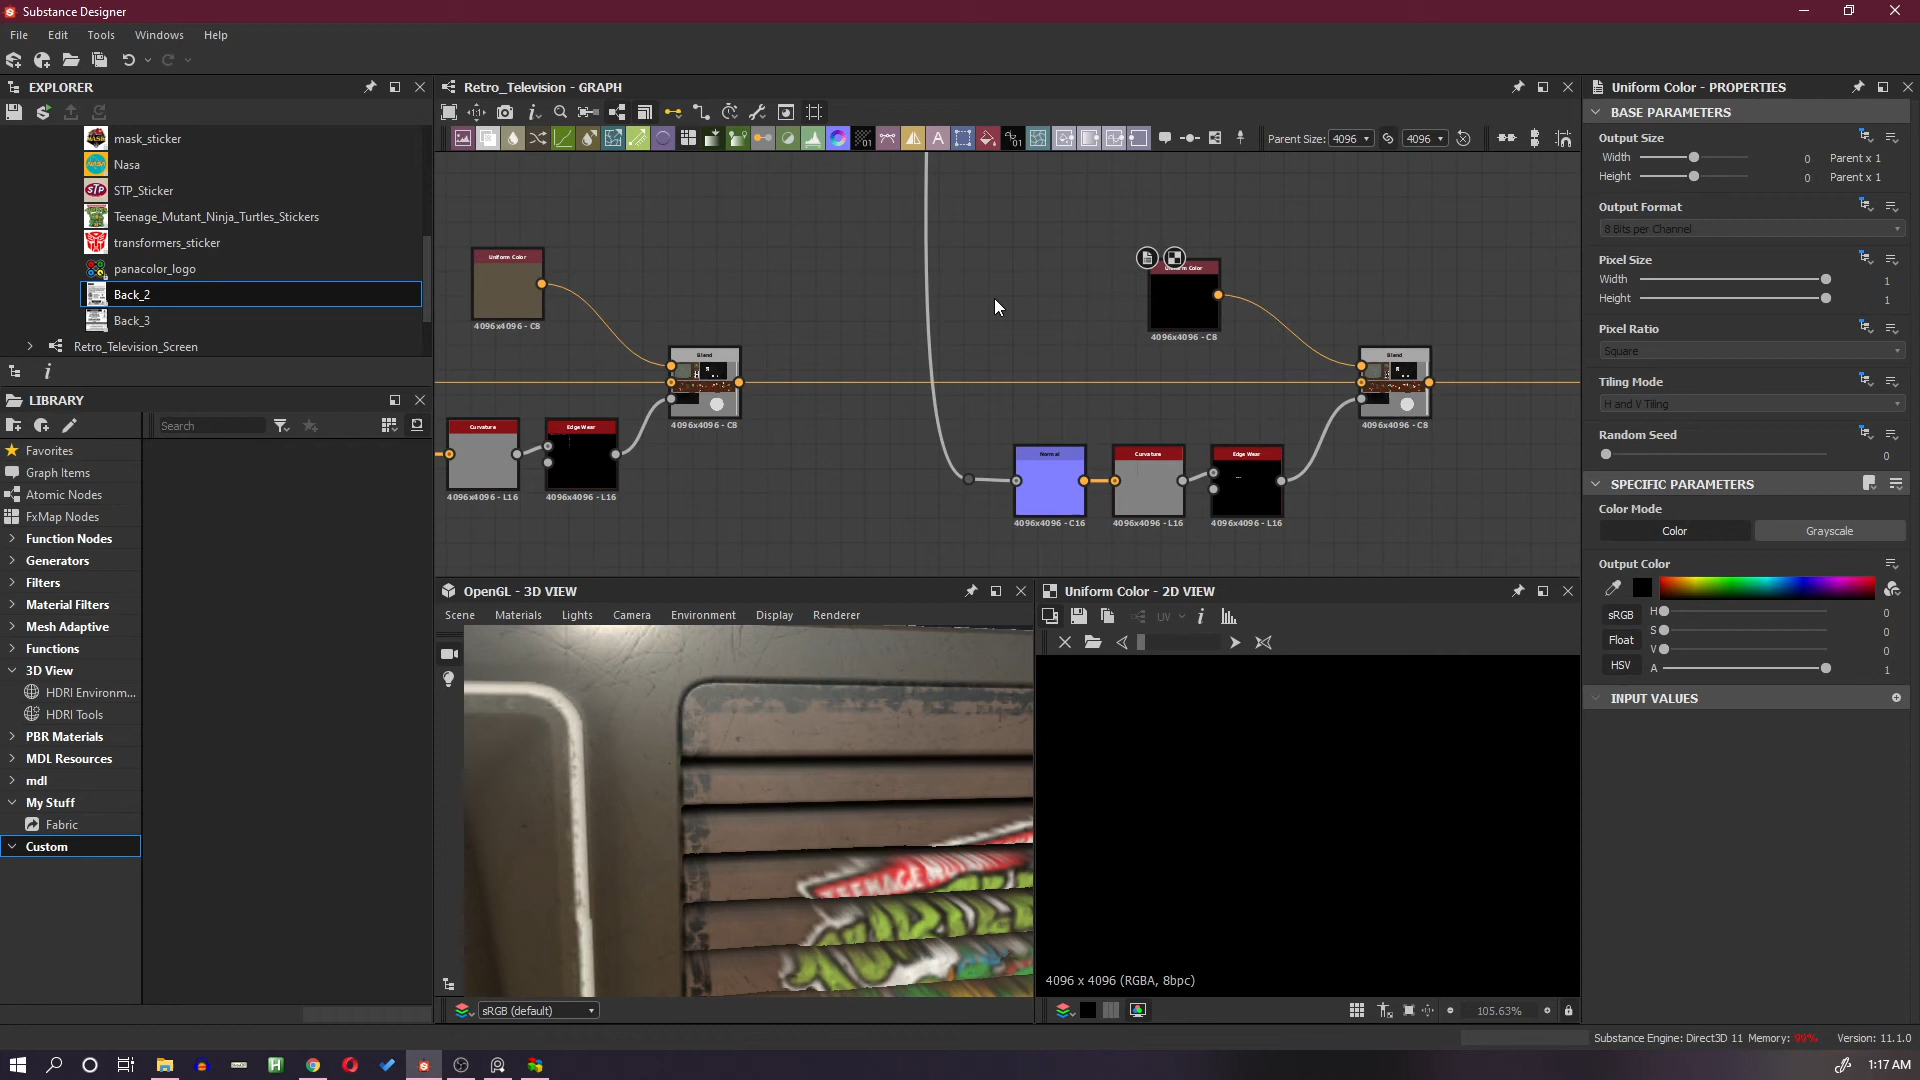 Substance Designer
File Edit Tools Windows Help
EXPLORER
mask_sticker
Nasa
STP_Sticker
Teenage_Mutant_Ninja_Turtles_Stickers
transformers_sticker
panacolor_logo
Back_2
Back_3
Retro_Television_Screen
LIBRARY
Search
Favorites
Graph Items
Atomic Nodes
FxMap Nodes
Function Nodes
Generators
Filters
Material Filters
Mesh Adaptive
Functions
3D View
HDRI Environm...
HDRI Tools
PBR Materials
MDL Resources
mdl
My Stuff
Fabric
Custom
Retro_Television - GRAPH
Parent Size: 4096 4096
Uniform Color
4096x4096 - C8
Blend
4096x4096 - C8
Curvature
4096x4096 - L16
Edge Wear
4096x4096 - L16
Uniform Color
4096x4096 - C8
Blend
4096x4096 - C8
Normal
4096x4096 - C16
Curvature
4096x4096 - L16
Edge Wear
4096x4096 - L16
OpenGL - 3D VIEW
Scene Materials Lights Camera Environment Display Renderer
TEENAGE MU
sRGB (default)
Uniform Color - 2D VIEW
UV
4096 x 4096 (RGBA, 8bpc)
105.63%
Uniform Color - PROPERTIES
BASE PARAMETERS
Output Size
Width 0 Parent x 1
Height 0 Parent x 1
Output Format
8 Bits per Channel
Pixel Size
Width 1
Height 1
Pixel Ratio
Square
Tiling Mode
H and V Tiling
Random Seed
0
SPECIFIC PARAMETERS
Color Mode
Color Grayscale
Output Color
sRGB H 0
S 0
Float
V 0
HSV A 1
INPUT VALUES
Substance Engine: Direct3D 11 Memory: 99% Version: 11.1.0
1:17 AM